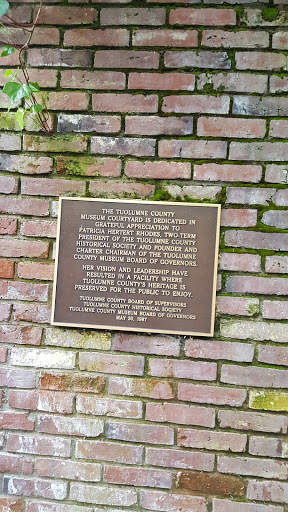 THE TUOLUMNE COUNTY
MUSEUM COURTYARD IS DEDICATED IN
GRATEFUL APPRECIATION TO
PATRICIA HERTERT RHODES, TWO-TERM
PRESIDENT OF THE TUOLUMNE COUNTY
HISTORICAL SOCIETY AND FOUNDER AND
CHARTER CHAIRMAN OF THE TUOLUMNE
COUNTY MUSEUM BOARD OF GOVERNORS.
HER VISION AND LEADERSHIP HAVE
RESULTED IN A FACILITY WHERE
TUOLUMNE COUNTY'S HERITAGE IS
PRESERVED FOR THE PUBLIC TO ENJOY.
TUOLUMNE COUNTY BOARD OF SUPERVISORS
TUOLUMNE COUNTY HISTORICAL SOCIETY
TUOLUMNE COUNTY MUSEUM BOARD OF GOVERNORS
MAY 30, 1987